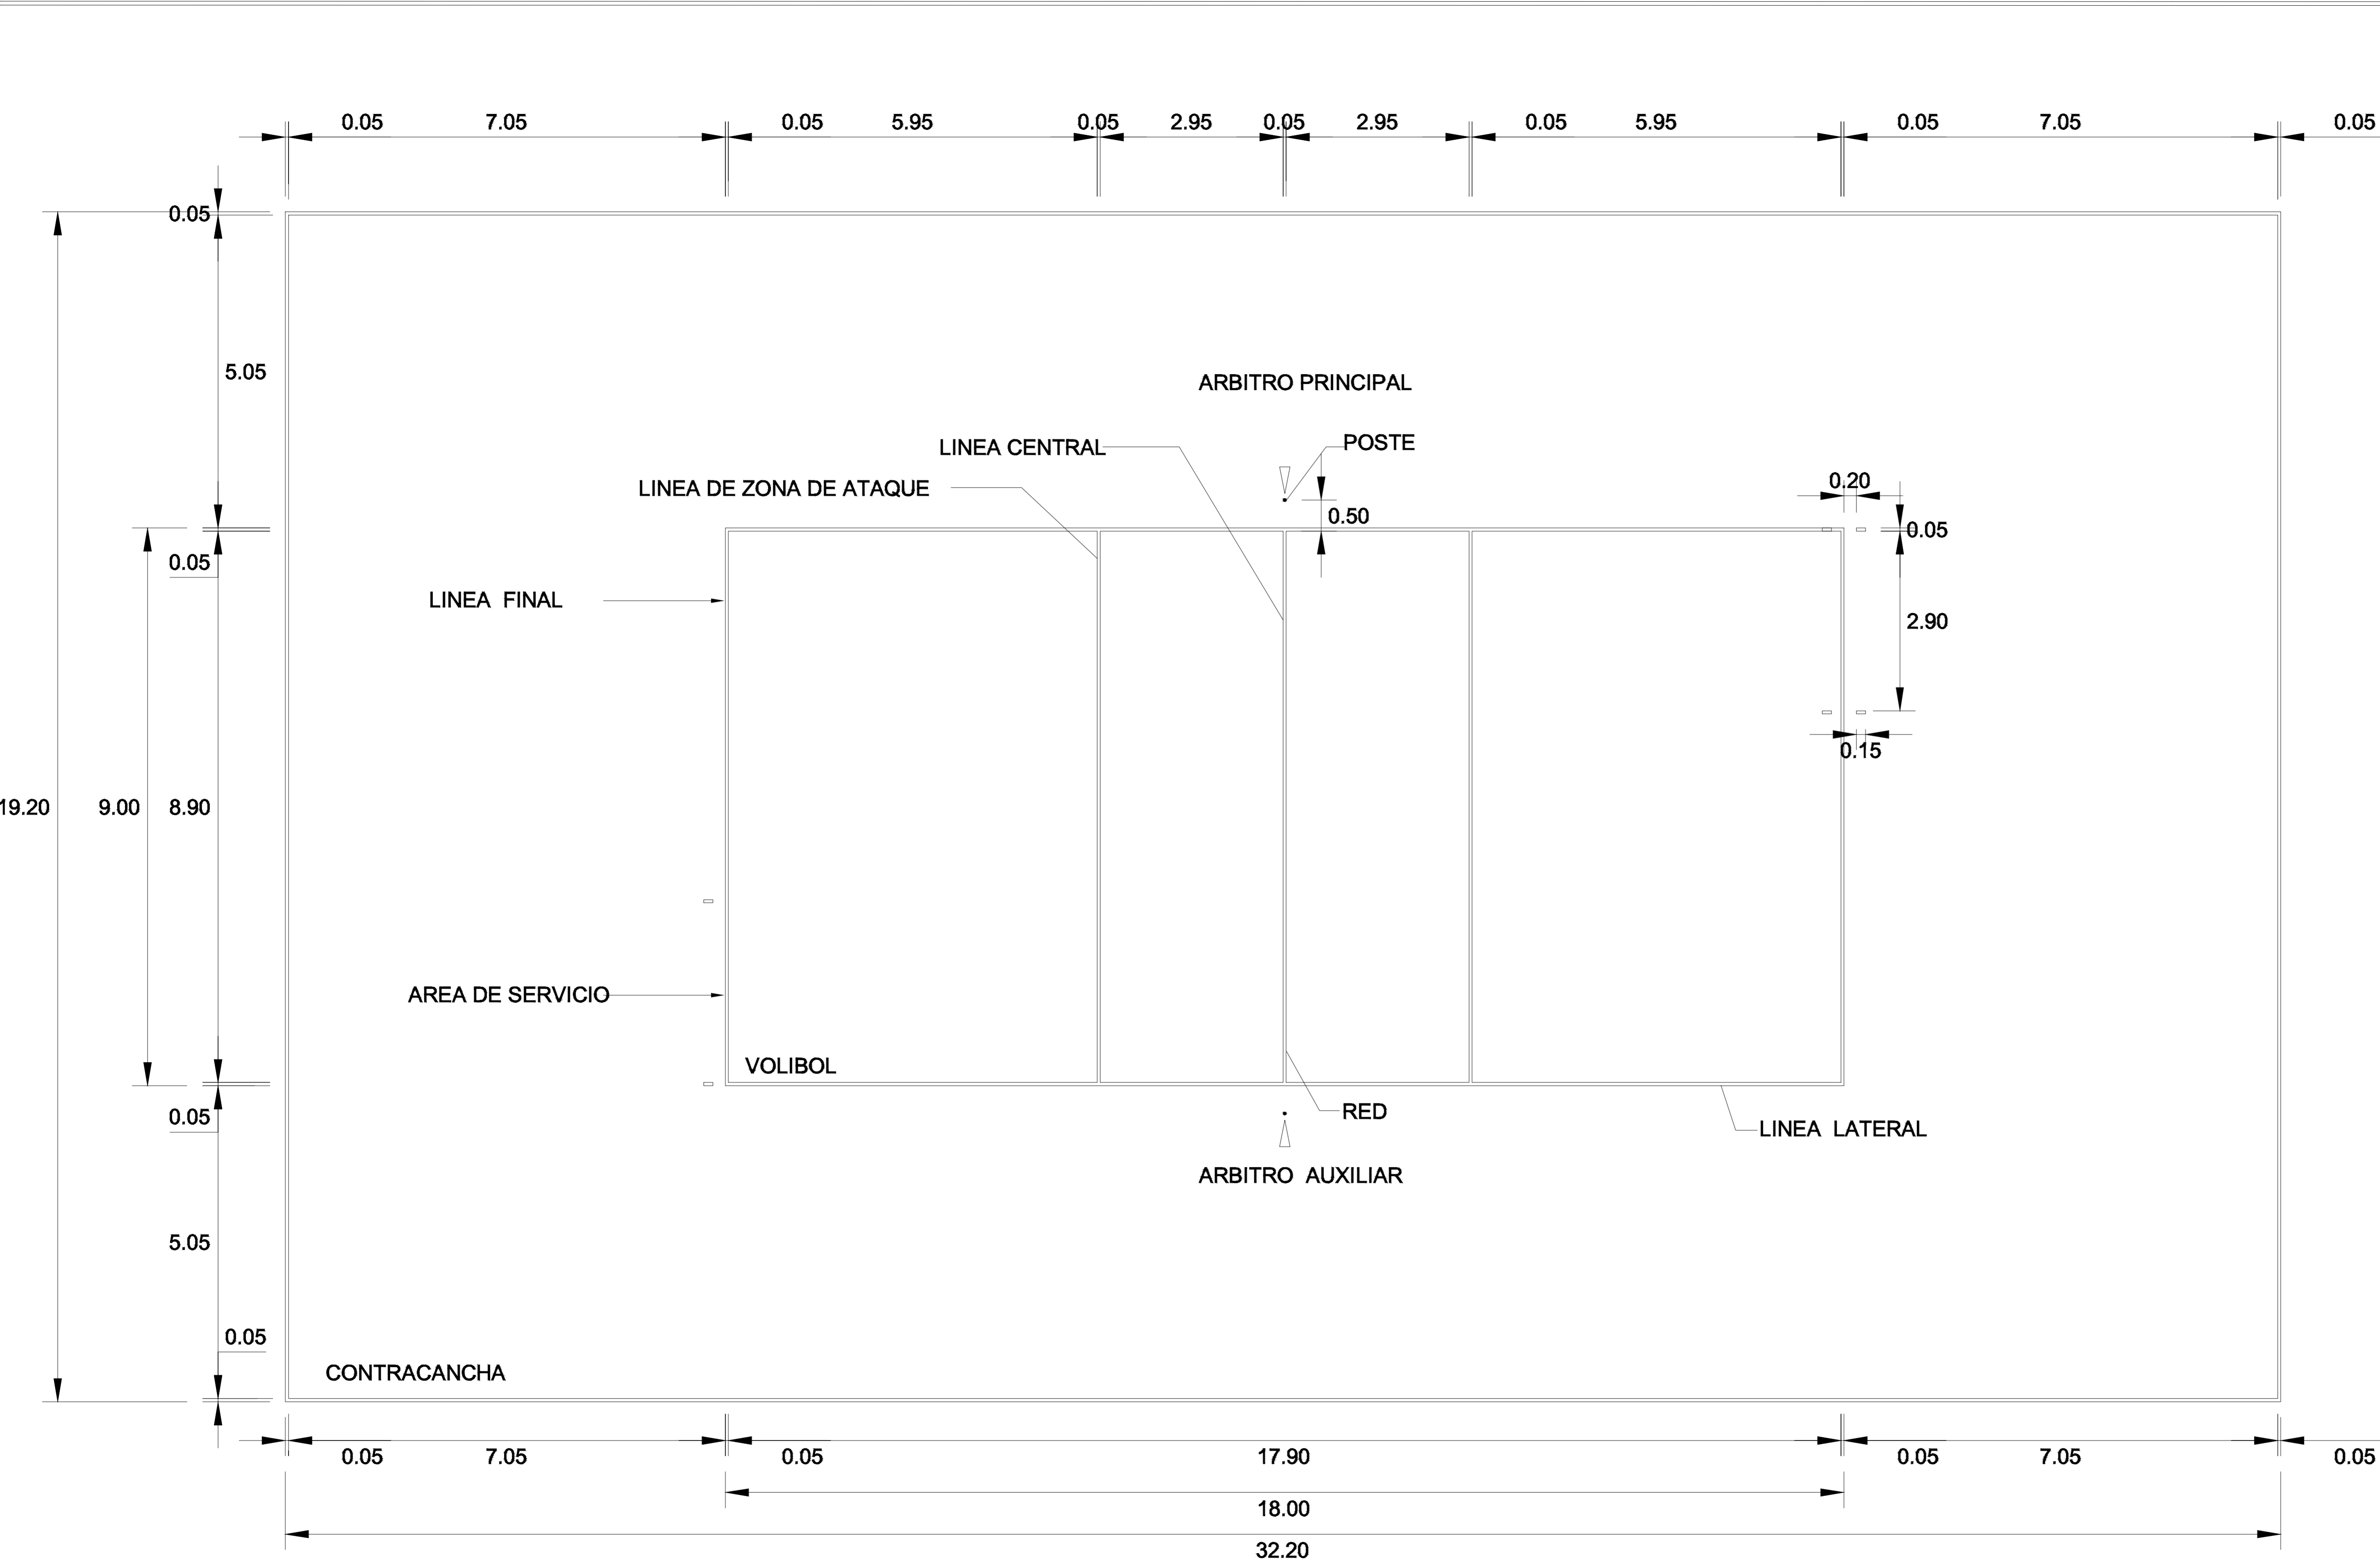 0.05 7.05 0.05 5.95 0.05 2.95 0.05 2.95 0.05 5.95 0.05 7.05 0.05
0.05
5.05
ARBITRO PRINCIPAL
POSTE
LINEA CENTRAL
LINEA DE ZONA DE ATAQUE
0.20
0.50
0.05
0.05
LINEA FINAL
2.90
0.15
19.20 9.00 8.90
AREA DE SERVICIO
VOLIBOL
RED
0.05
LINEA LATERAL
ARBITRO AUXILIAR
5.05
0.05
CONTRACANCHA
0.05 7.05 0.05 17.90 0.05 7.05 0.05
18.00
32.20